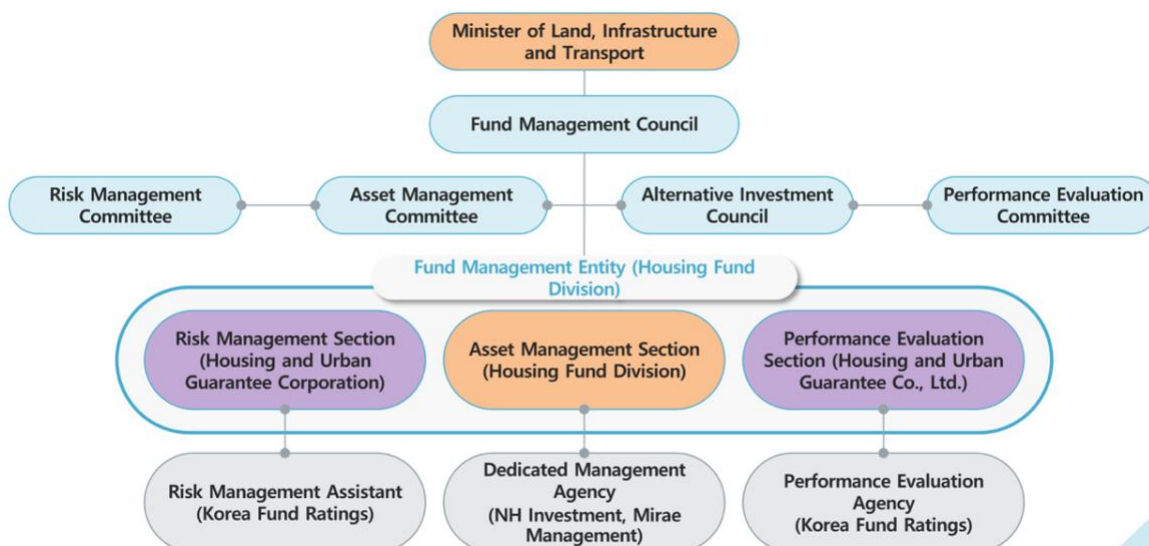 Minister of Land, Infrastructure
and Transport
Fund Management Council
Risk Management
Committee
Asset Management
Committee
Alternative Investment
Council
Performance Evaluation
Committee
Fund Management Entity (Housing Fund
Division)
Risk Management Section
(Housing and Urban
Guarantee Corporation)
Asset Management Section
(Housing Fund Division)
Performance Evaluation
Section (Housing and Urban
Guarantee Co., Ltd.)
Risk Management Assistant
(Korea Fund Ratings)
Dedicated Management
Agency
(NH Investment, Mirae
Management)
Performance Evaluation
Agency
(Korea Fund Ratings)